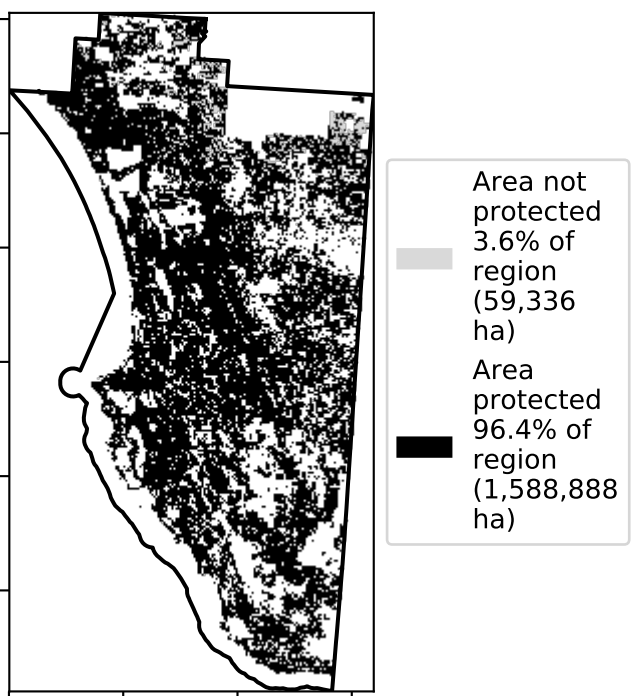 Area not
protected
3.6% of
region
(59,336
ha)
Area
protected
96.4% of
region
(1,588,888
ha)